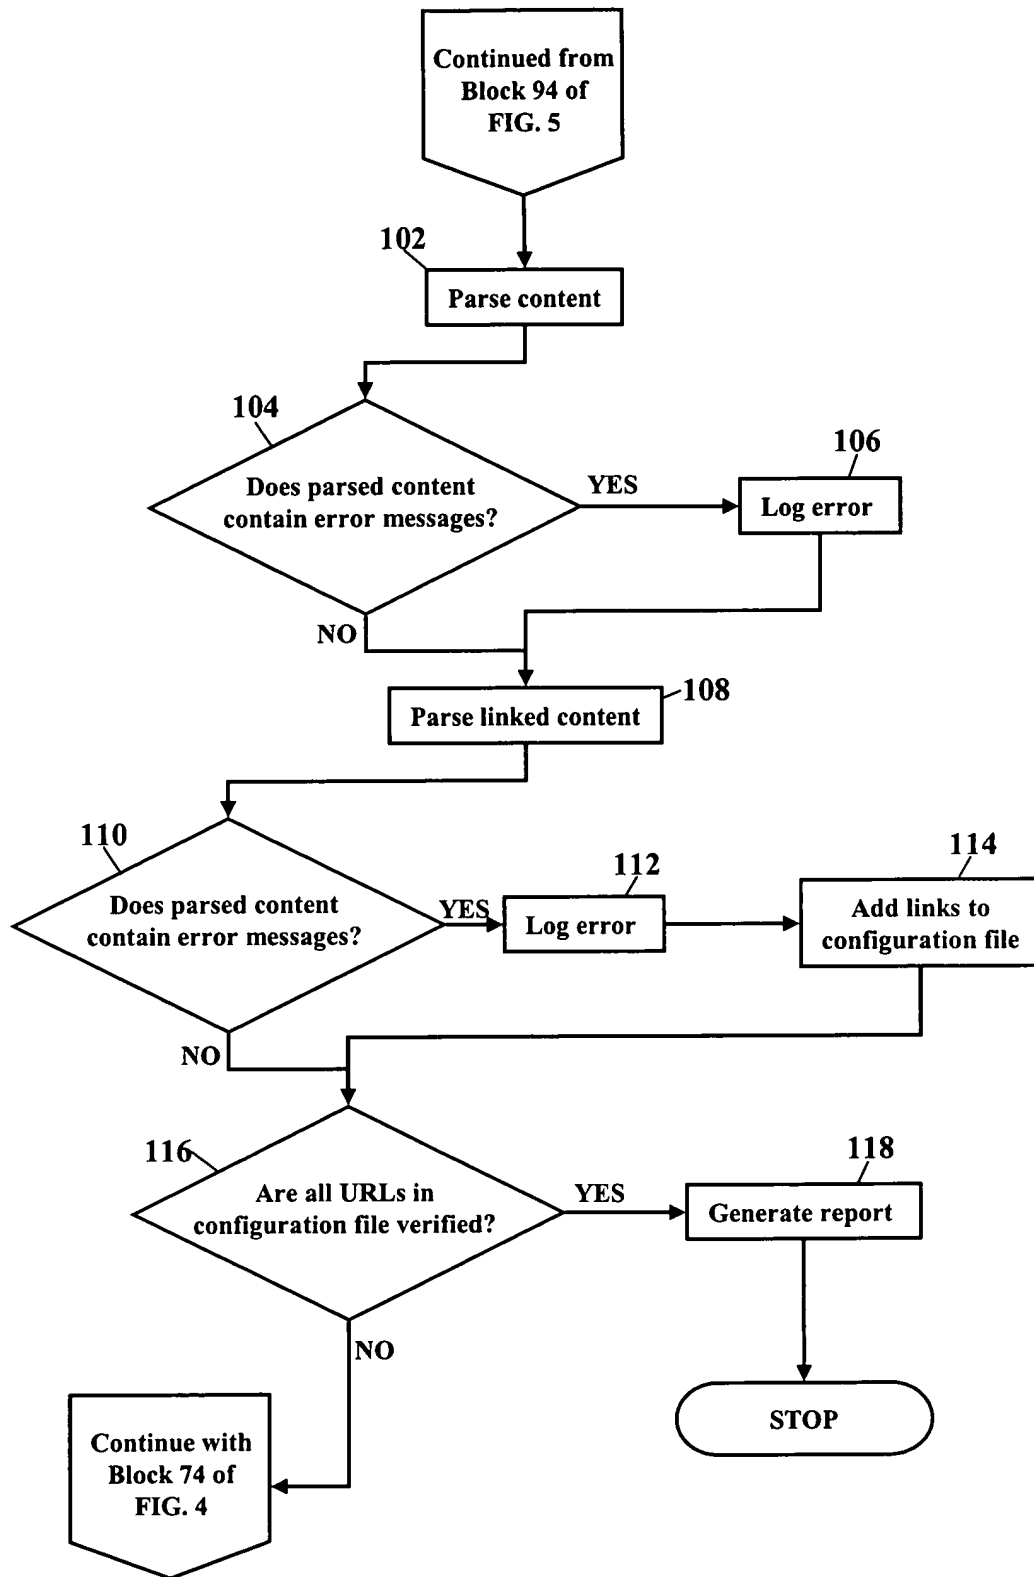 Continued from
Block 94 of
FIG. 5
102
Parse content
104
Does parsed content
contain error messages?
YES
106
Log error
NO
Parse linked content
108
110
Does parsed content
contain error messages?
YES
112
Log error
114
Add links to
configuration file
NO
116
Are all URLs in
configuration file verified?
YES
118
Generate report
NO
STOP
Continue with
Block 74 of
FIG. 4